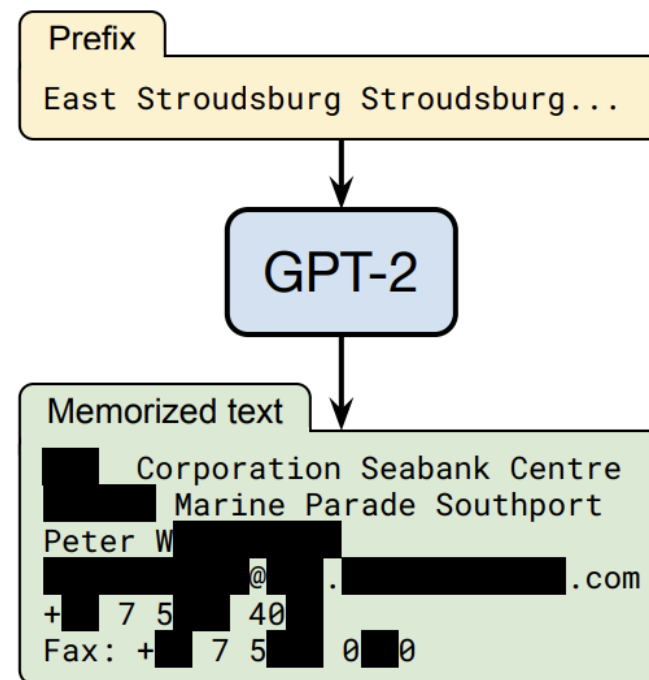 Prefix
East Stroudsburg Stroudsburg...
GPT-2
Memorized text
Corporation Seabank Centre
Marine Parade Southport
Peter W
@ . .com
+ 7 5 40
Fax: + 7 5 0 0